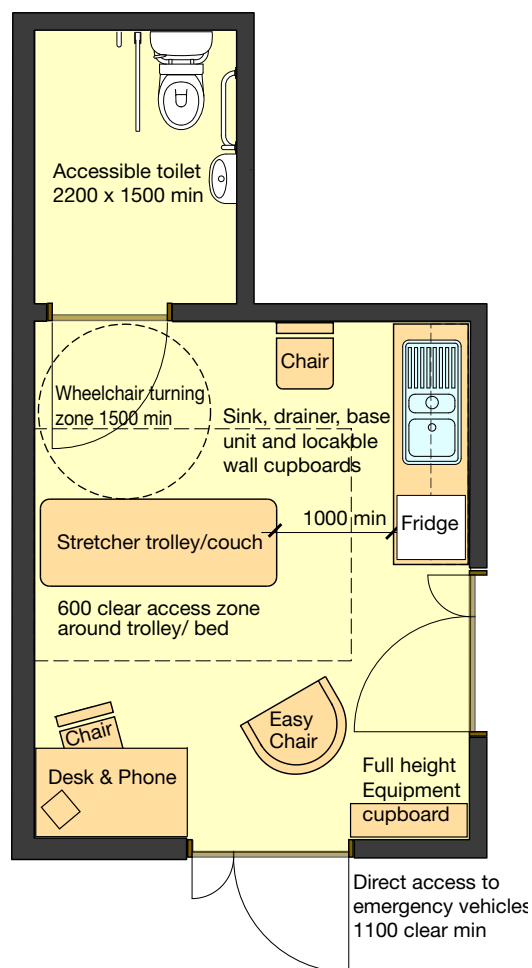 Accessible toilet
2200 x 1500 min
Chair
Wheelchair turning
zone 1500 min
Sink, drainer, base
unit and lockable
wall cupboards
1000 min
Fridge
Stretcher trolley/couch
600 clear access zone
around trolley/ bed
Easy
Chair
Chair
Desk & Phone
Full height
Equipment
cupboard
Direct access to
emergency vehicles
1100 clear min